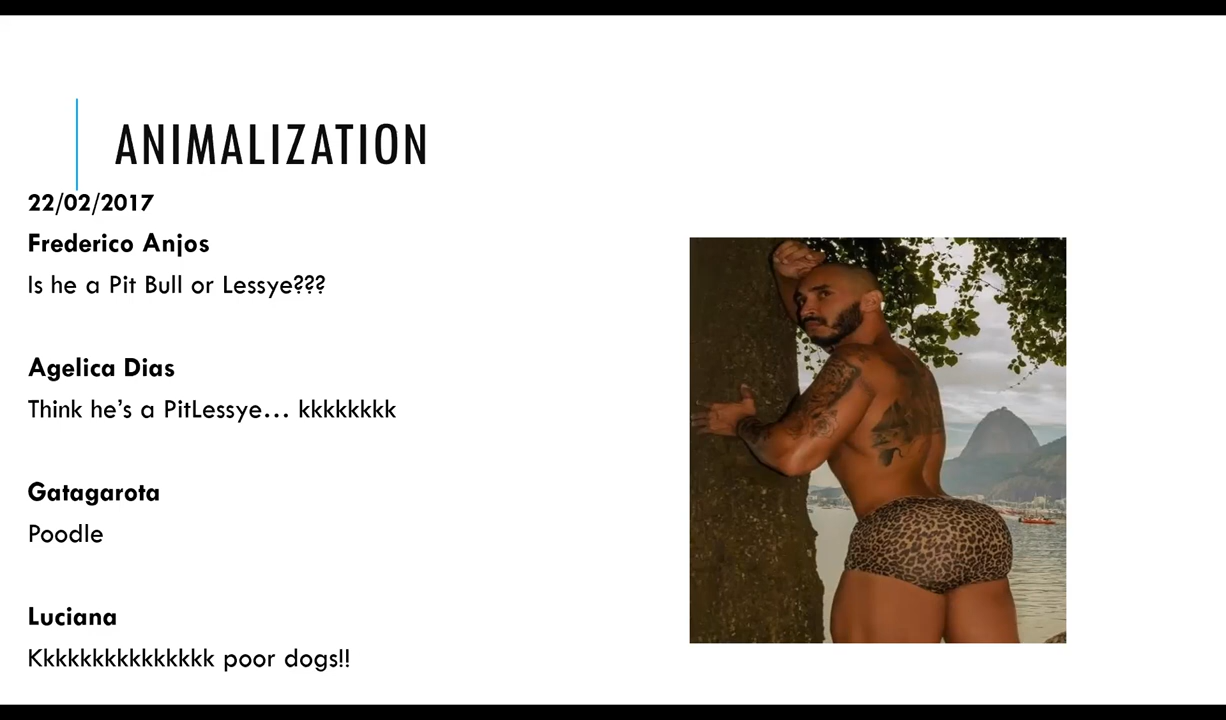 ANIMALIZATION
22/02/2017
Frederico Anjos
Is he a Pit Bull or Lessye???
Agelica Dias
Think he's a PitLessye... kkkkkkkk
Gatagarota
Poodle
Luciana
Kkkkkkkkkkkkkkk poor dogs!!